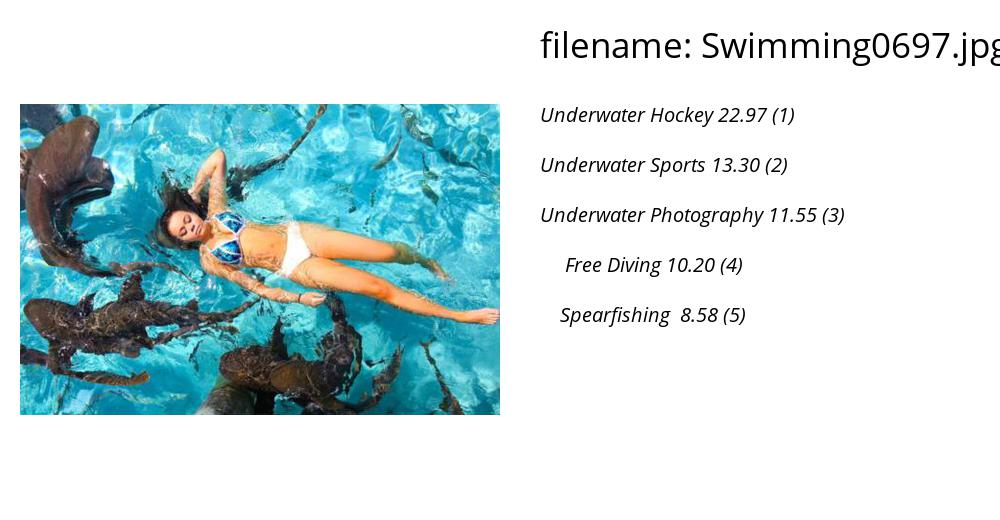 filename: Swimming0697.jpg
Underwater Hockey 22.97 (1)
Underwater Sports 13.30 (2)
Underwater Photography 11.55 (3)
Free Diving 10.20 (4)
Spearfishing 8.58 (5)